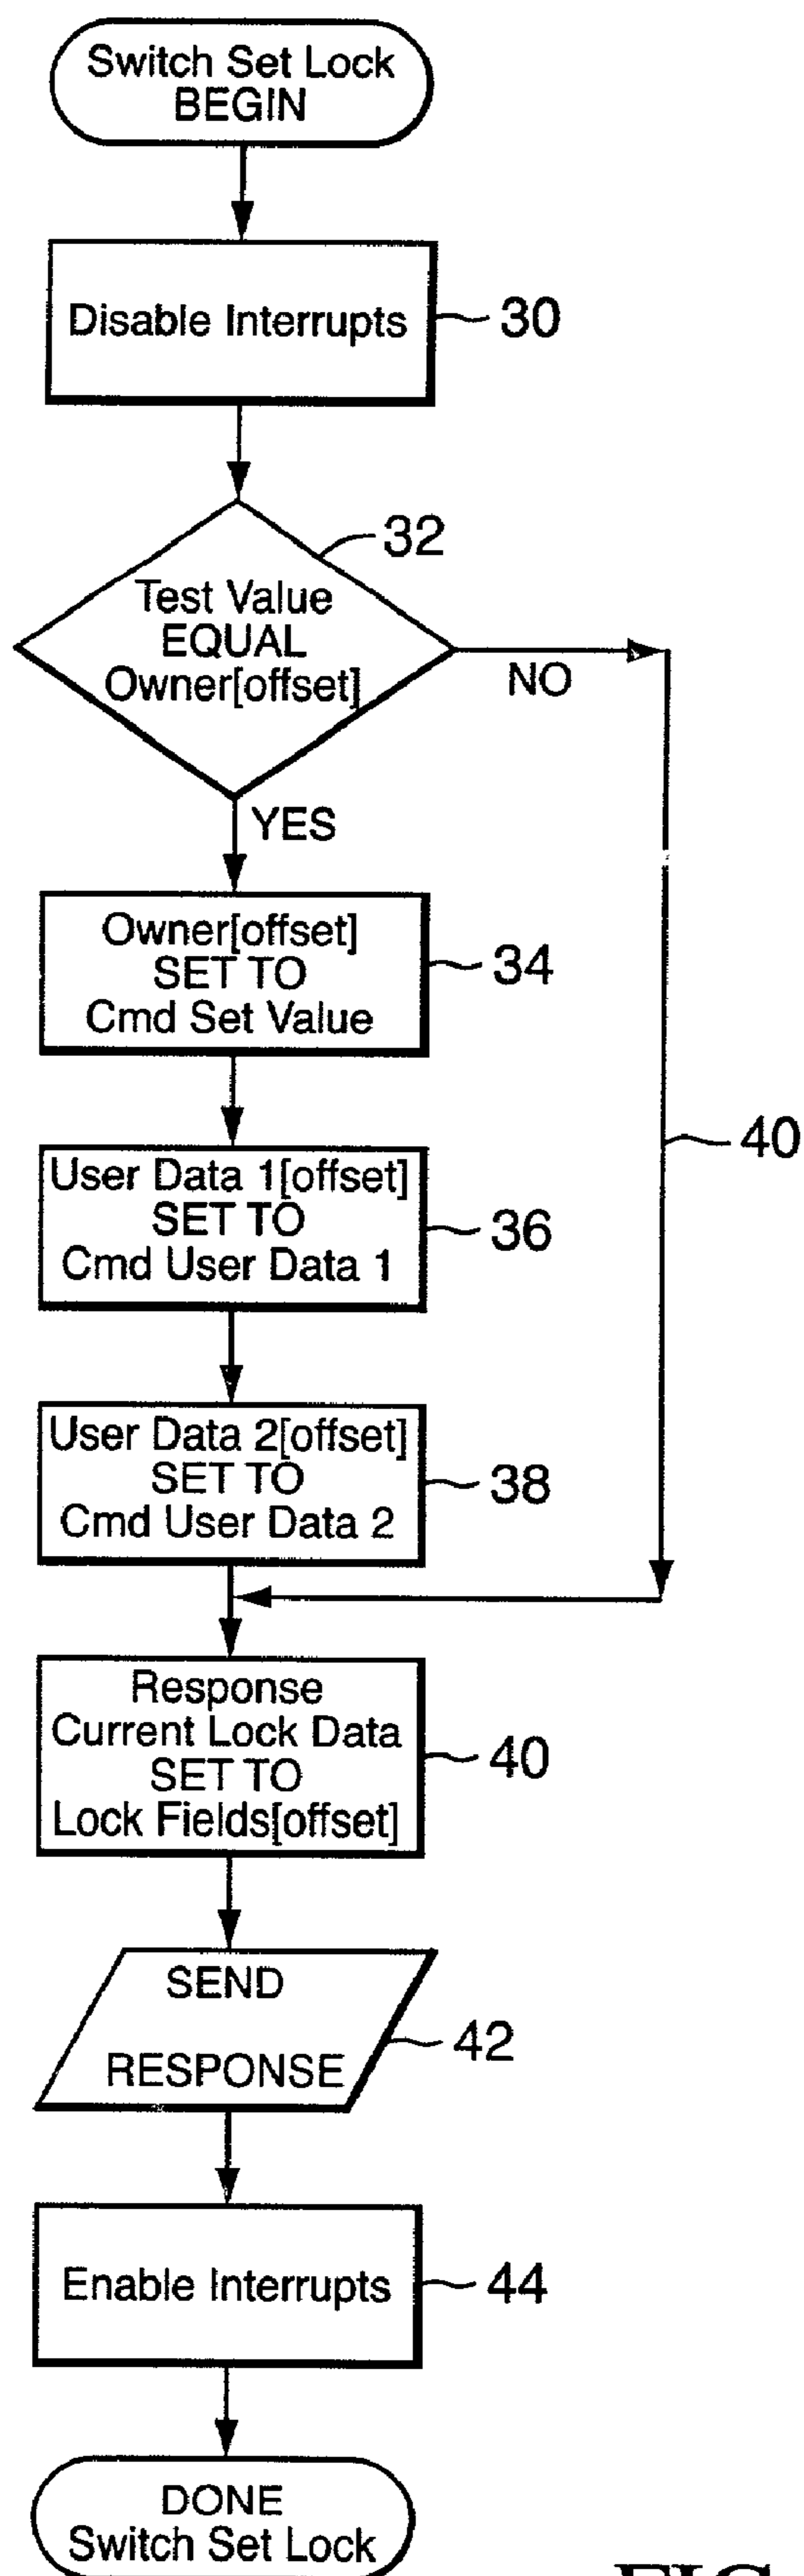 Switch Set Lock
BEGIN
Disable Interrupts
30
32
Test Value
EQUAL
Owner[offset]
NO
YES
Owner[offset]
SET TO
Cmd Set Value
34
40
User Data 1[offset]
SET TO
Cmd User Data 1
36
User Data 2[offset]
SET TO
Cmd User Data 2
38
Response
Current Lock Data
SET TO
Lock Fields[offset]
40
SEND
RESPONSE
42
Enable Interrupts
44
DONE
Switch Set Lock